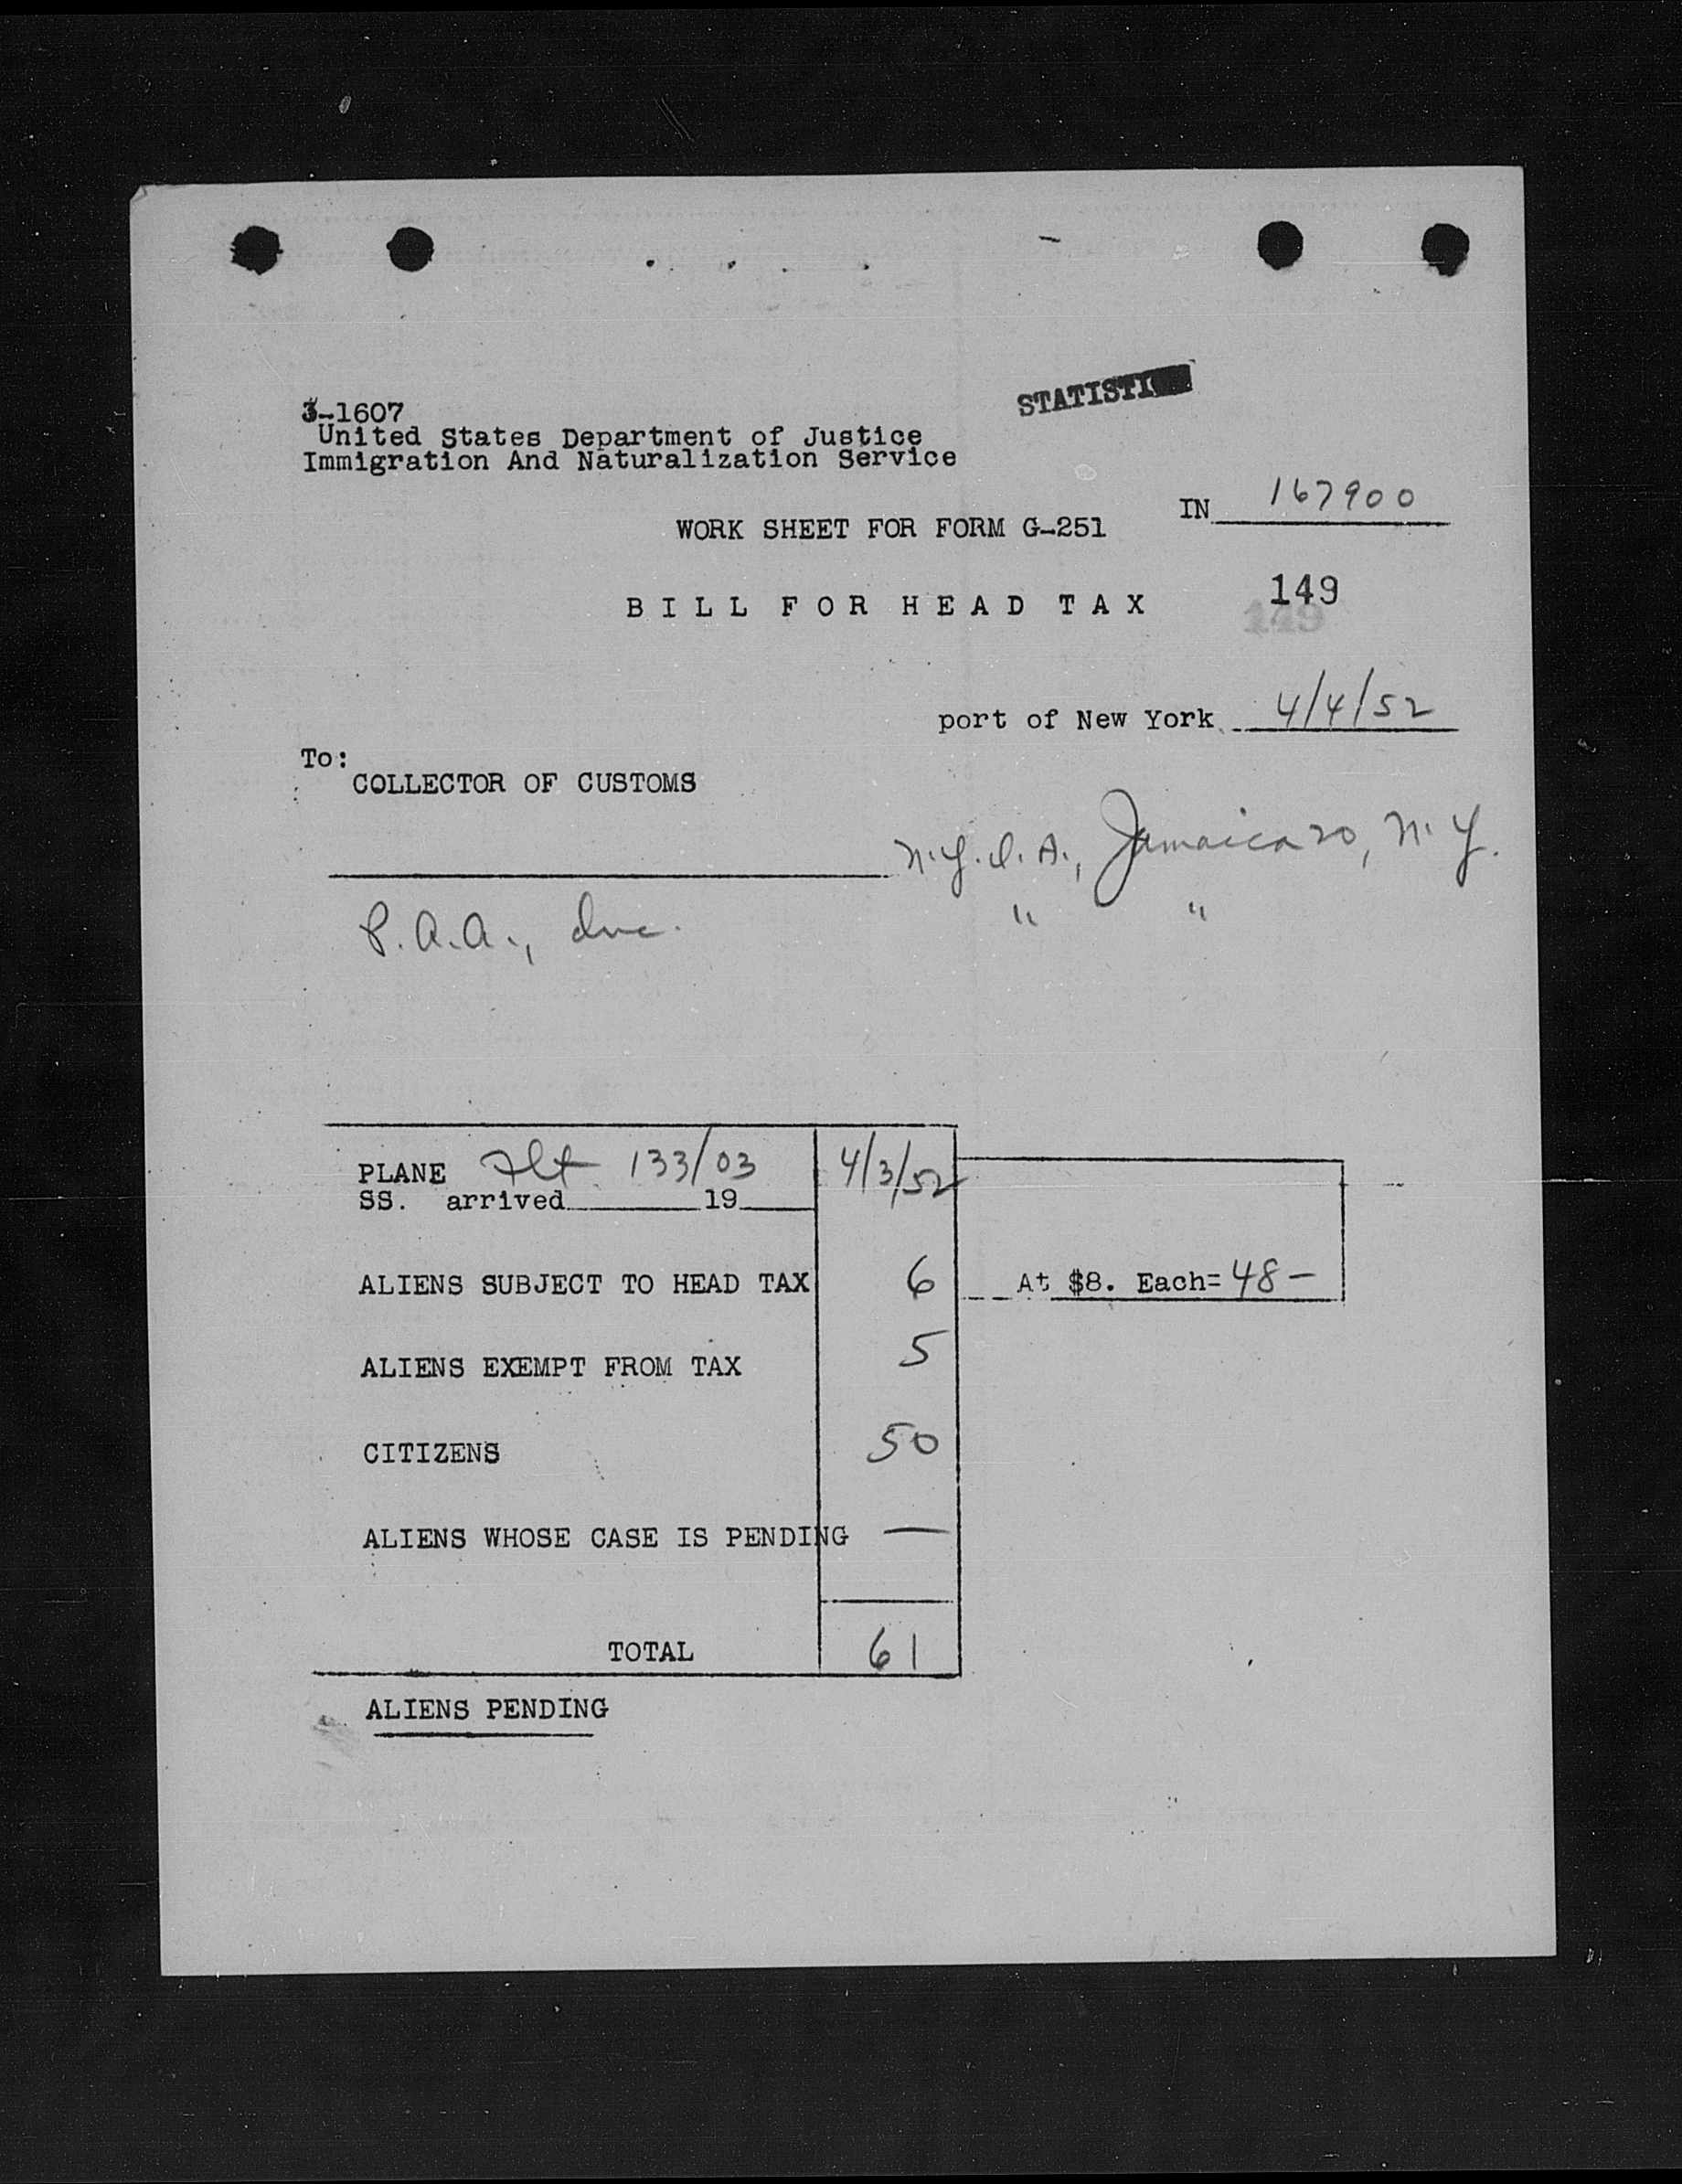 3-1607
STATISTI
United States Department of Justice
Immigration And Naturalization Service
IN 167900
WORK SHEET FOR FORM G-251
BILL FOR HEAD TAX 149
149
port of New York 4/4/52
To:
COLLECTOR OF CUSTOMS
N.Y.I.A., Jamaica 20, N.Y.
P.A.A., Inc. " "
PLANE Flt. 133/03 4/3/52
SS. arrived 19
ALIENS SUBJECT TO HEAD TAX 6 At $8. Each= 48 —
ALIENS EXEMPT FROM TAX 5
CITIZENS 50
ALIENS WHOSE CASE IS PENDING —
TOTAL 61
ALIENS PENDING